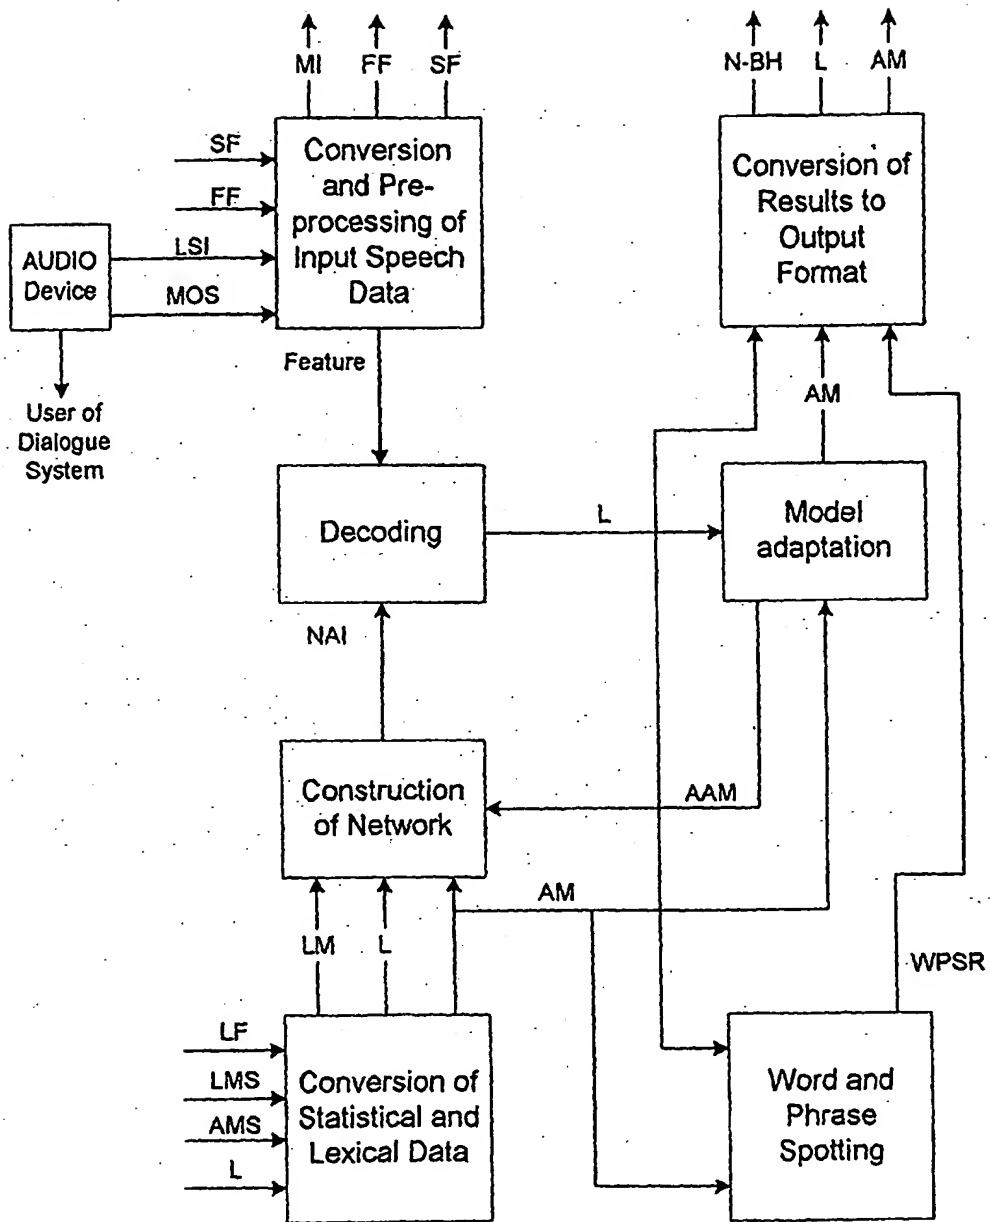 MI FF SF
N-BH L AM
SF
FF
LSI
MOS
AUDIO
Device
Conversion
and Pre-
processing of
Input Speech
Data
Conversion of
Results to
Output
Format
Feature
AM
User of
Dialogue
System
Decoding
L
Model
adaptation
NAI
Construction
of Network
AAM
AM
LM L
WPSR
LF
LMS
AMS
L
Conversion of
Statistical and
Lexical Data
Word and
Phrase
Spotting